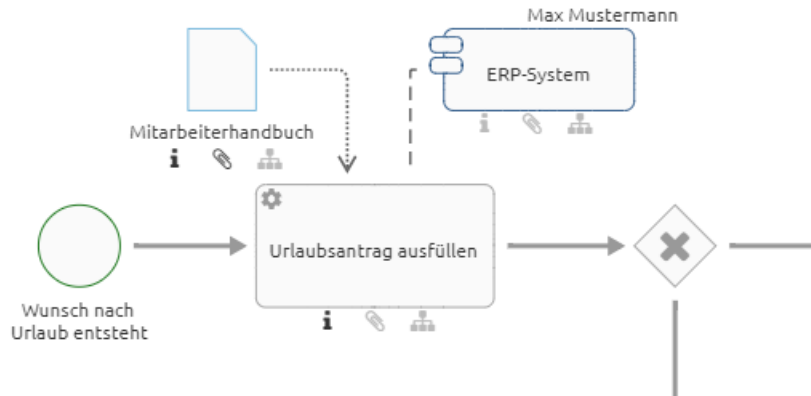 Max Mustermann
ERP-System
Mitarbeiterhandbuch
Urlaubsantrag ausfüllen
Wunsch nach
Urlaub entsteht